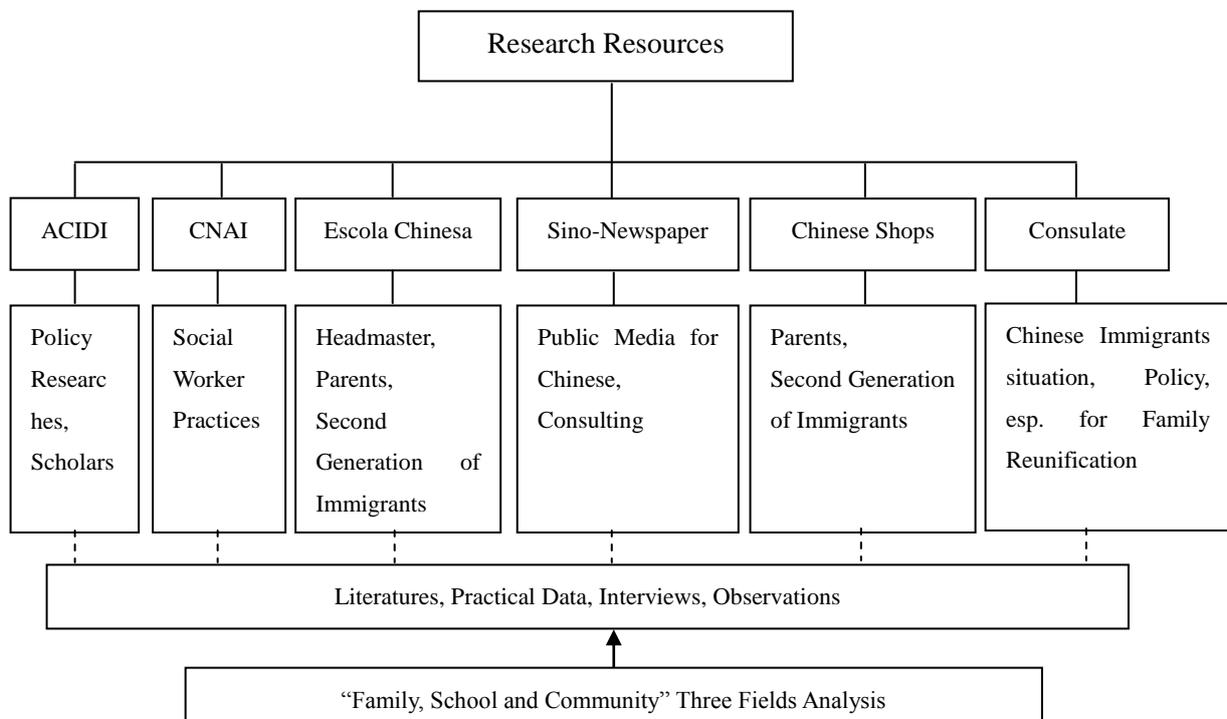 Research Resources
ACIDI
CNAI
Escola Chinesa
Sino-Newspaper
Chinese Shops
Consulate
Policy
Researc
hes,
Scholars
Social
Worker
Practices
Headmaster,
Parents,
Second
Generation of
Immigrants
Public Media for
Chinese,
Consulting
Parents,
Second Generation
of Immigrants
Chinese Immigrants
situation, Policy,
esp. for Family
Reunification
Literatures, Practical Data, Interviews, Observations
“Family, School and Community” Three Fields Analysis